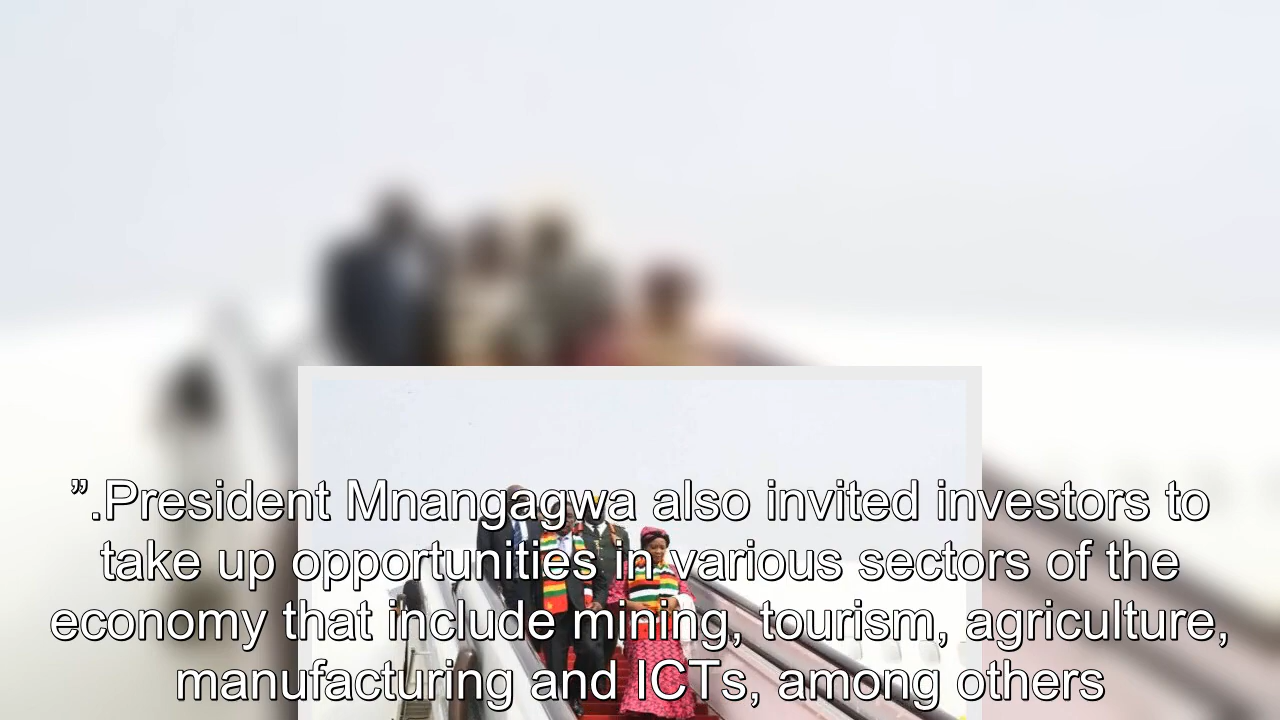 ”.President Mnangagwa also invited investors to
take up opportunities in various sectors of the
economy that include mining, tourism, agriculture,
manufacturing and ICTs, among others